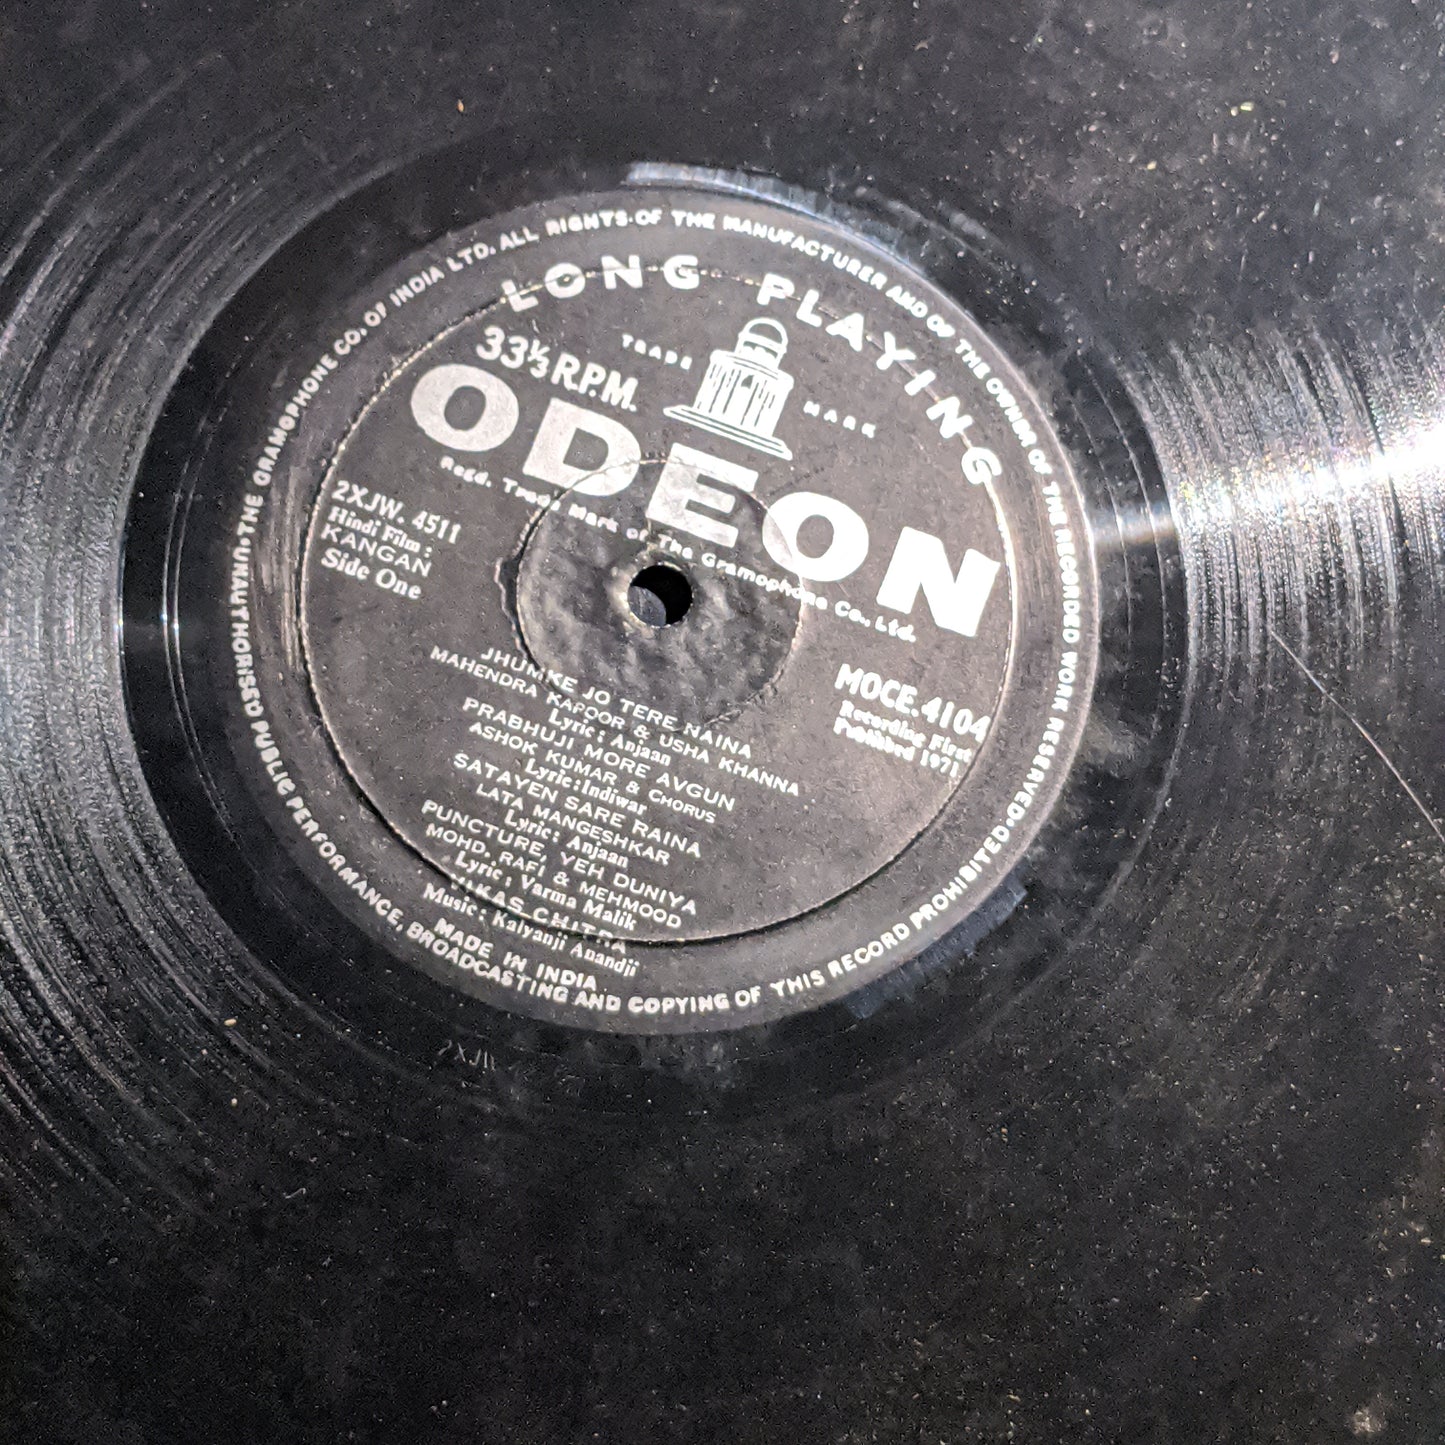 THE GRAMOPHONE CO. OF INDIA LTD. ALL RIGHTS OF THE MANUFACTURER AND OF THE OWNER OF THE RECORDED WORK RESERVED·
UNAUTHORISED PUBLIC PERFORMANCE, BROADCASTING AND COPYING OF THIS RECORD PROHIBITED·
LONG PLAYING
33⅓ R.P.M.
TRADE MARK
ODEON
Regd. Trade Mark of The Gramophone Co., Ltd.
2XJW. 4511
Hindi Film :
KANGAN
Side One
MOCE. 4104
Recording First
Published 1971
JHUMKE JO TERE NAINA
MAHENDRA KAPOOR & USHA KHANNA
Lyric : Anjaan
PRABHUJI MORE AVGUN
ASHOK KUMAR & CHORUS
Lyric : Indiwar
SATAYEN SARE RAINA
LATA MANGESHKAR
Lyric : Anjaan
PUNCTURE, YEH DUNIYA
MOHD. RAFI & MEHMOOD
Lyric : Varma Malik
CHITRA
Music : Kalyanji Anandji
MADE IN INDIA
2XJW